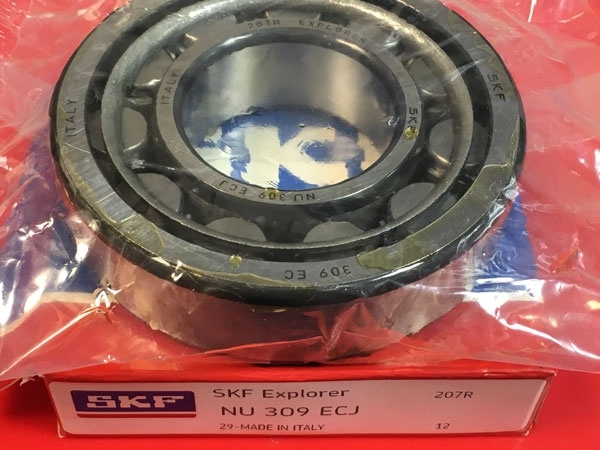 207R EXPLORER
ITALY
SKF
NU 309 ECJ
ITALY
SKF
309 EC
SKF
SKF Explorer
207R
NU 309 ECJ
29-MADE IN ITALY
12